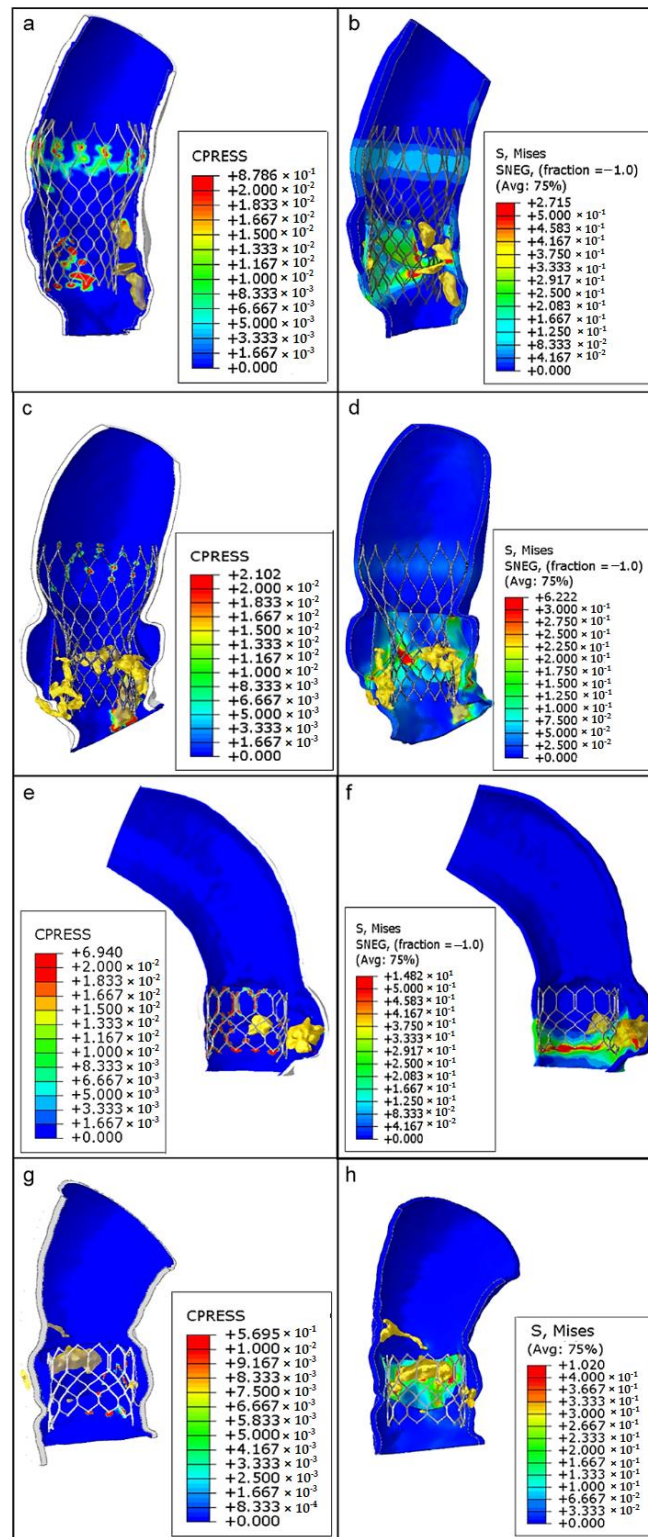 a
CPRESS
+8.786 × 10⁻¹
+2.000 × 10⁻²
+1.833 × 10⁻²
+1.667 × 10⁻²
+1.500 × 10⁻²
+1.333 × 10⁻²
+1.167 × 10⁻²
+1.000 × 10⁻²
+8.333 × 10⁻³
+6.667 × 10⁻³
+5.000 × 10⁻³
+3.333 × 10⁻³
+1.667 × 10⁻³
+0.000
b
S, Mises
SNEG, (fraction = −1.0)
(Avg: 75%)
+2.715
+5.000 × 10⁻¹
+4.583 × 10⁻¹
+4.167 × 10⁻¹
+3.750 × 10⁻¹
+3.333 × 10⁻¹
+2.917 × 10⁻¹
+2.500 × 10⁻¹
+2.083 × 10⁻¹
+1.667 × 10⁻¹
+1.250 × 10⁻¹
+8.333 × 10⁻²
+4.167 × 10⁻²
+0.000
c
CPRESS
+2.102
+2.000 × 10⁻²
+1.833 × 10⁻²
+1.667 × 10⁻²
+1.500 × 10⁻²
+1.333 × 10⁻²
+1.167 × 10⁻²
+1.000 × 10⁻²
+8.333 × 10⁻³
+6.667 × 10⁻³
+5.000 × 10⁻³
+3.333 × 10⁻³
+1.667 × 10⁻³
+0.000
d
S, Mises
SNEG, (fraction = −1.0)
(Avg: 75%)
+6.222
+3.000 × 10⁻¹
+2.750 × 10⁻¹
+2.500 × 10⁻¹
+2.250 × 10⁻¹
+2.000 × 10⁻¹
+1.750 × 10⁻¹
+1.500 × 10⁻¹
+1.250 × 10⁻¹
+1.000 × 10⁻¹
+7.500 × 10⁻²
+5.000 × 10⁻²
+2.500 × 10⁻²
+0.000
e
CPRESS
+6.940
+2.000 × 10⁻²
+1.833 × 10⁻²
+1.667 × 10⁻²
+1.500 × 10⁻²
+1.333 × 10⁻²
+1.167 × 10⁻²
+1.000 × 10⁻²
+8.333 × 10⁻³
+6.667 × 10⁻³
+5.000 × 10⁻³
+3.333 × 10⁻³
+1.667 × 10⁻³
+0.000
f
S, Mises
SNEG, (fraction = −1.0)
(Avg: 75%)
+1.482 × 10¹
+5.000 × 10⁻¹
+4.583 × 10⁻¹
+4.167 × 10⁻¹
+3.750 × 10⁻¹
+3.333 × 10⁻¹
+2.917 × 10⁻¹
+2.500 × 10⁻¹
+2.083 × 10⁻¹
+1.667 × 10⁻¹
+1.250 × 10⁻¹
+8.333 × 10⁻²
+4.167 × 10⁻²
+0.000
g
CPRESS
+5.695 × 10⁻¹
+1.000 × 10⁻²
+9.167 × 10⁻³
+8.333 × 10⁻³
+7.500 × 10⁻³
+6.667 × 10⁻³
+5.833 × 10⁻³
+5.000 × 10⁻³
+4.167 × 10⁻³
+3.333 × 10⁻³
+2.500 × 10⁻³
+1.667 × 10⁻³
+8.333 × 10⁻⁴
+0.000
h
S, Mises
(Avg: 75%)
+1.020
+4.000 × 10⁻¹
+3.667 × 10⁻¹
+3.333 × 10⁻¹
+3.000 × 10⁻¹
+2.667 × 10⁻¹
+2.333 × 10⁻¹
+2.000 × 10⁻¹
+1.667 × 10⁻¹
+1.333 × 10⁻¹
+1.000 × 10⁻¹
+6.667 × 10⁻²
+3.333 × 10⁻²
+0.000